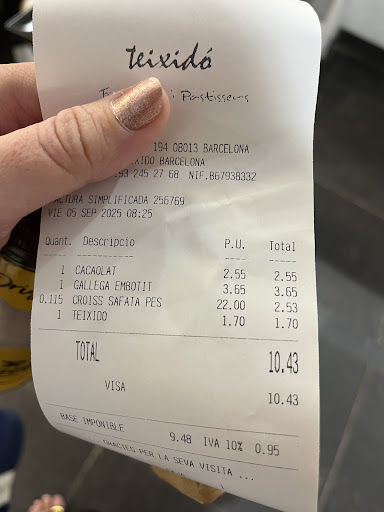 Teixidó
i Pastissers
194 08013 BARCELONA
BARCELONA
93 245 27 68 NIF.B67938332
SIMPLIFICADA 256769
VIE 05 SEP 2025 08:25
Quant. Descripcio P.U. Total
1 CACAOLAT 2.55 2.55
1 GALLEGA EMBOTIT 3.65 3.65
0.115 CROISS SAFATA PES 22.00 2.53
1 TEIXIDO 1.70 1.70
TOTAL 10.43
VISA 10.43
BASE IMPONIBLE 9.48 IVA 10% 0.95
GRACIES PER LA SEVA VISITA ...